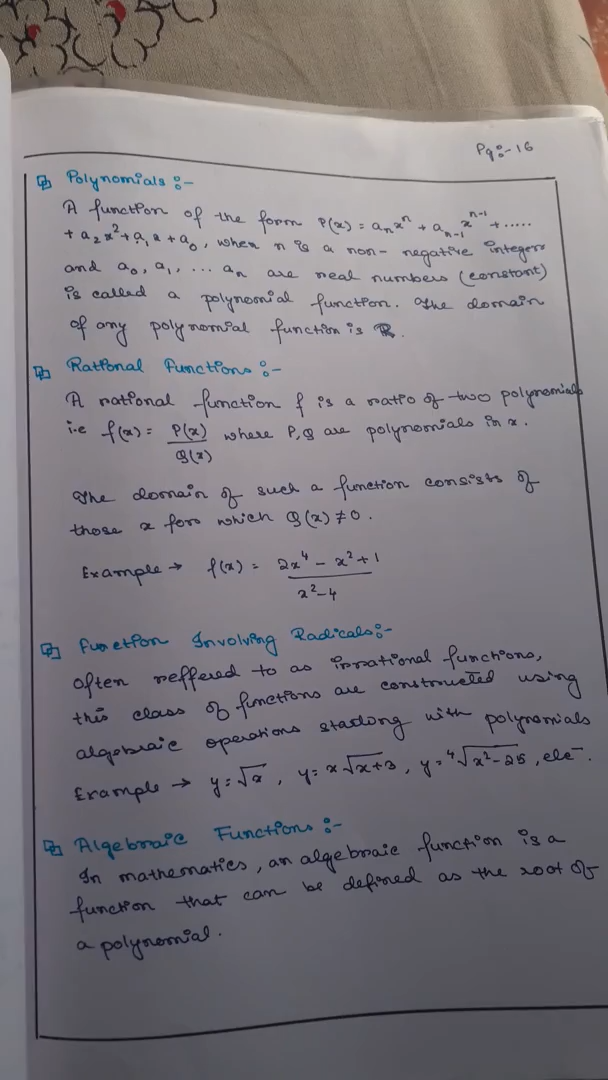 Pg:-16
Polynomials:-
A function of the form P(x) = aₙxⁿ + aₙ₋₁xⁿ⁻¹ + .....
+ a₂x² + a₁x + a₀, when n is a non-negative integer
and a₀, a₁, ... aₙ are real numbers (constant)
is called a polynomial function. The domain
of any polynomial function is R.
Rational Functions:-
A rational function f is a ratio of two polynomials
i.e f(x) = P(x)/Q(x) where P, Q are polynomials in x.
The domain of such a function consists of
those x for which Q(x) ≠ 0.
Example → f(x) = (2x⁴ - x² + 1)/(x² - 4)
Function Involving Radicals:-
Often reffered to as irrational functions,
this class of functions are constructed using
algebraic operations starting with polynomials
Example → y = √x, y = x√x+3, y = ⁴√x²-25, etc.
Algebraic Functions:-
In mathematics, an algebraic function is a
function that can be defined as the root of
a polynomial.